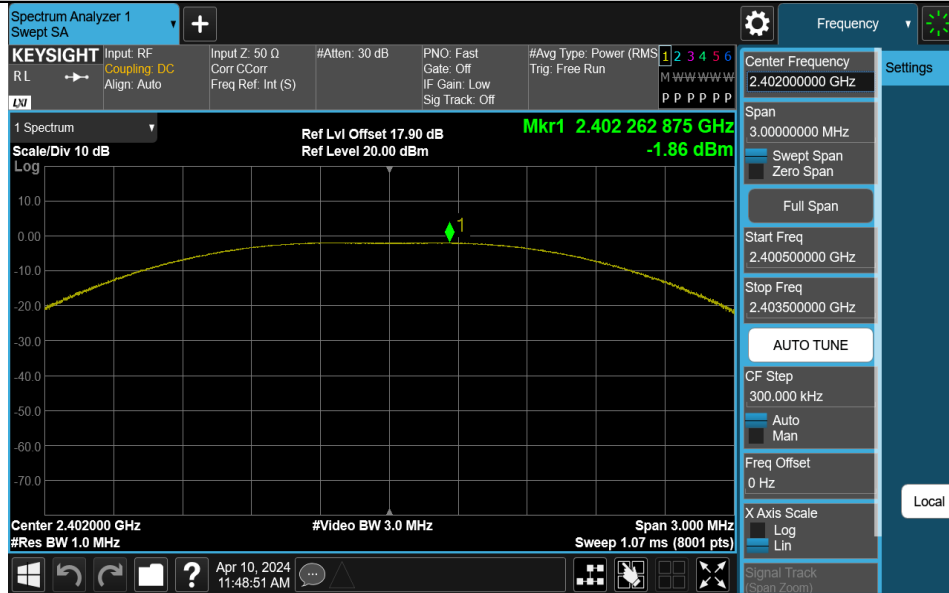 Spectrum Analyzer 1
Swept SA
+
Frequency
KEYSIGHT
RL
LXI
Input: RF
Coupling: DC
Align: Auto
Input Z: 50 Ω
Corr CCorr
Freq Ref: Int (S)
#Atten: 30 dB
PNO: Fast
Gate: Off
IF Gain: Low
Sig Track: Off
#Avg Type: Power (RMS
Trig: Free Run
1 2 3 4 5 6
M W W W W W
P P P P P P
1 Spectrum
Scale/Div 10 dB
Log
Ref Lvl Offset 17.90 dB
Ref Level 20.00 dBm
Mkr1 2.402 262 875 GHz
-1.86 dBm
1
10.0
0.00
-10.0
-20.0
-30.0
-40.0
-50.0
-60.0
-70.0
Center 2.402000 GHz
#Video BW 3.0 MHz
Span 3.000 MHz
#Res BW 1.0 MHz
Sweep 1.07 ms (8001 pts)
Center Frequency
2.402000000 GHz
Settings
Span
3.00000000 MHz
Swept Span
Zero Span
Full Span
Start Freq
2.400500000 GHz
Stop Freq
2.403500000 GHz
AUTO TUNE
CF Step
300.000 kHz
Auto
Man
Freq Offset
0 Hz
Local
X Axis Scale
Log
Lin
Signal Track
(Span Zoom)
?
Apr 10, 2024
11:48:51 AM